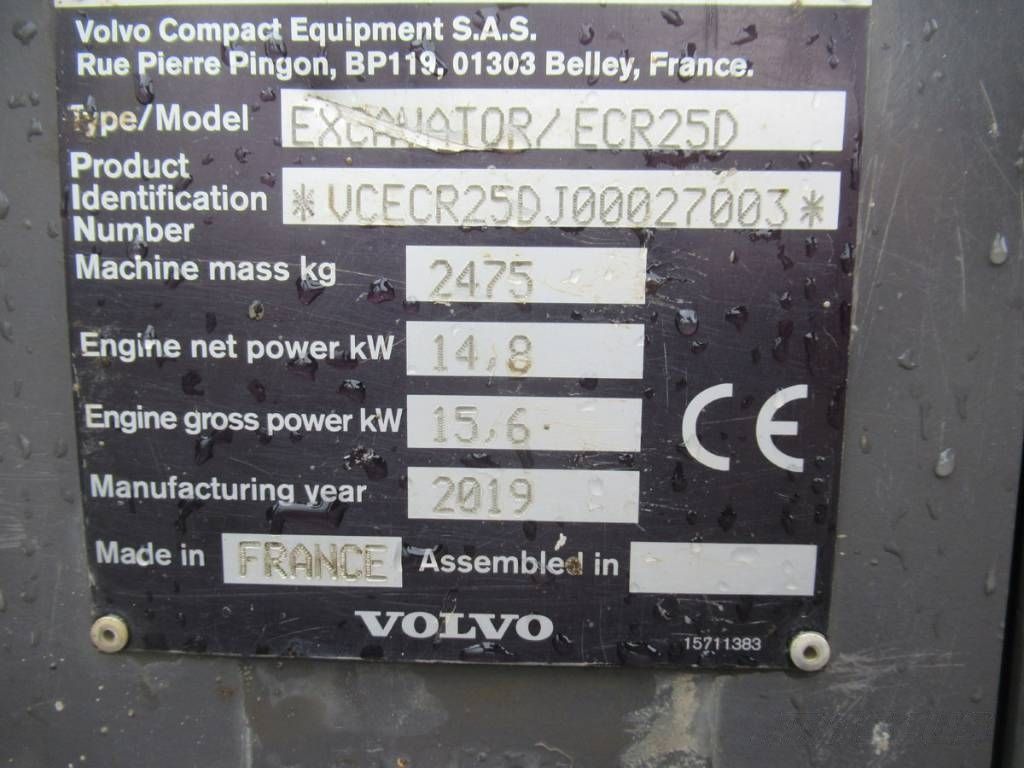 Volvo Compact Equipment S.A.S.
Rue Pierre Pingon, BP119, 01303 Belley, France.
Type/Model EXCAVATOR/ECR25D
Product
Identification *VCECR25DJ00027003*
Number
Machine mass kg 2475
Engine net power kW 14,8
Engine gross power kW 15,6
Manufacturing year 2019
Made in FRANCE Assembled in
CE
VOLVO
15711383